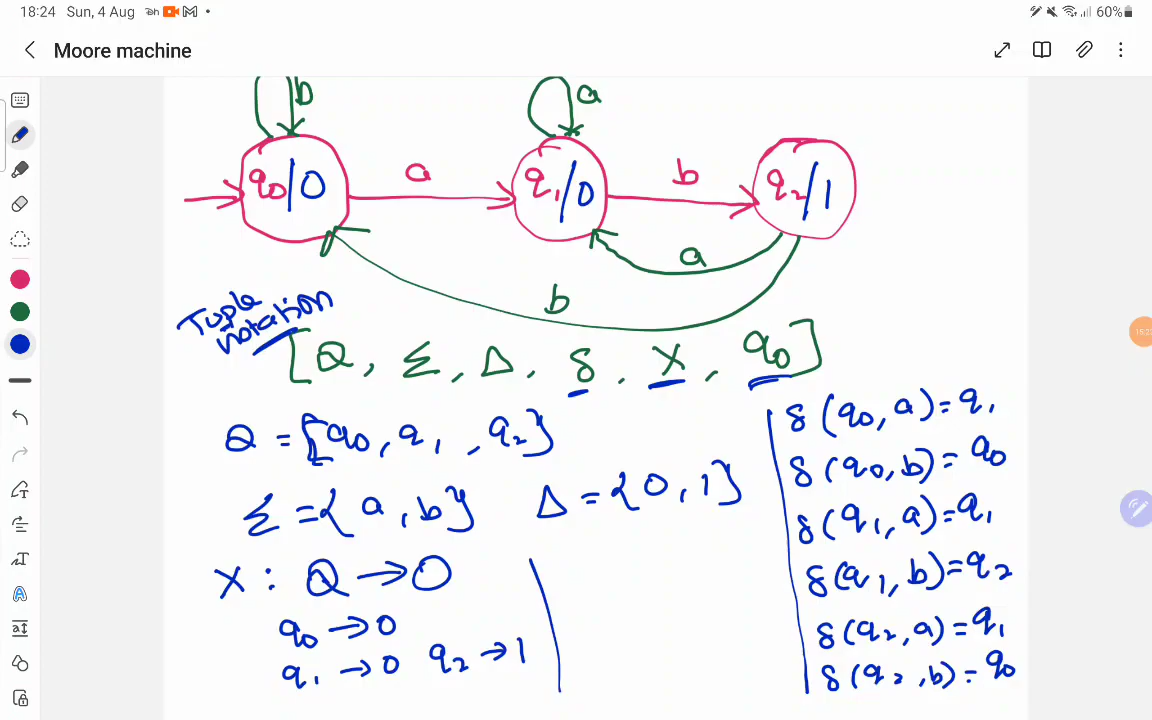 18:24 Sun, 4 Aug 60%
Moore machine
b a
q0/0 a q1/0 b q2/1
a
b
Tuple notation
[Q, Σ, Δ, δ, X, q0]
Q = {q0, q1, q2}
Σ = {a, b} Δ = {0, 1}
X : Q → O
q0 → 0
q1 → 0 q2 → 1
δ(q0, a) = q1
δ(q0, b) = q0
δ(q1, a) = q1
δ(q1, b) = q2
δ(q2, a) = q1
δ(q2, b) = q0